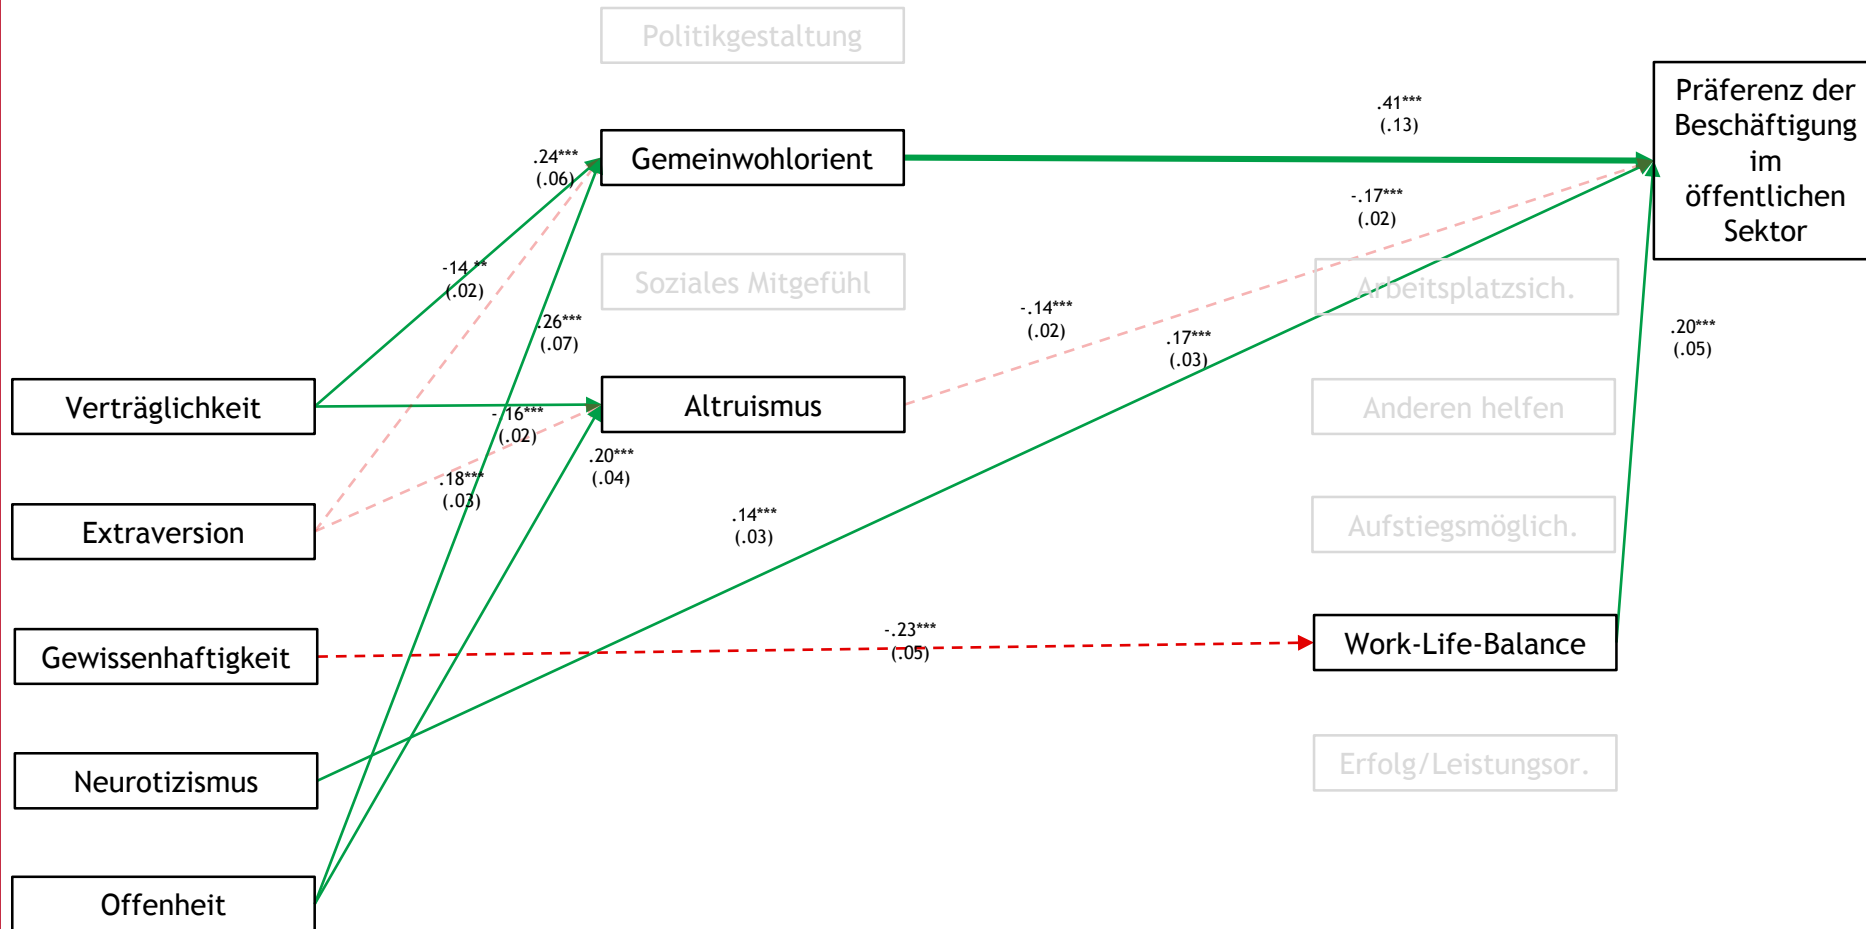 Politikgestaltung
Gemeinwohlorient
Soziales Mitgefühl
Altruismus
Verträglichkeit
Extraversion
Gewissenhaftigkeit
Neurotizismus
Offenheit
Präferenz der
Beschäftigung
im
öffentlichen
Sektor
Arbeitsplatzsich.
Anderen helfen
Aufstiegsmöglich.
Work-Life-Balance
Erfolg/Leistungsor.
.24***
(.06)
-14 **
(.02)
.26***
(.07)
-.16***
(.02)
.18***
(.03)
.20***
(.04)
.41***
(.13)
-.17***
(.02)
-.14***
(.02)
.17***
(.03)
.14***
(.03)
.20***
(.05)
-.23***
(.05)